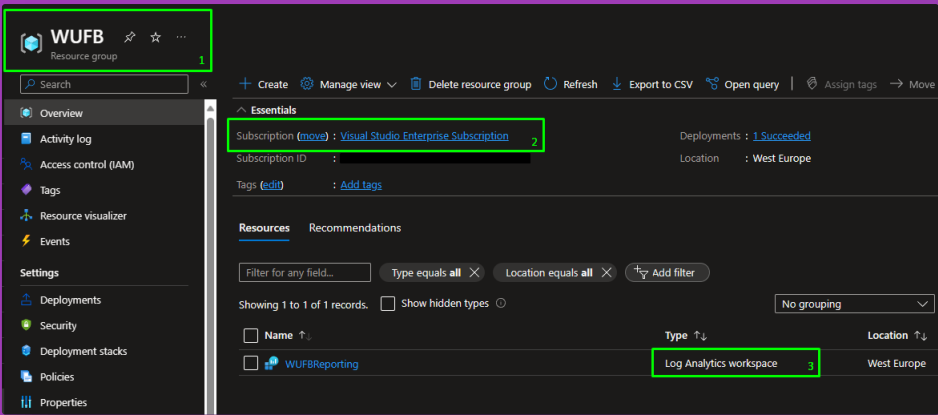 WUFB
Resource group
1
Search
«
Create Manage view Delete resource group Refresh Export to CSV Open query Assign tags Move
Overview
Activity log
Access control (IAM)
Tags
Resource visualizer
Events
Settings
Deployments
Security
Deployment stacks
Policies
Properties
Essentials
Subscription (move) : Visual Studio Enterprise Subscription
2
Deployments : 1 Succeeded
Subscription ID :
Location : West Europe
Tags (edit) : Add tags
Resources Recommendations
Filter for any field... Type equals all Location equals all Add filter
Showing 1 to 1 of 1 records. Show hidden types
No grouping
Name Type Location
WUFBReporting Log Analytics workspace 3 West Europe